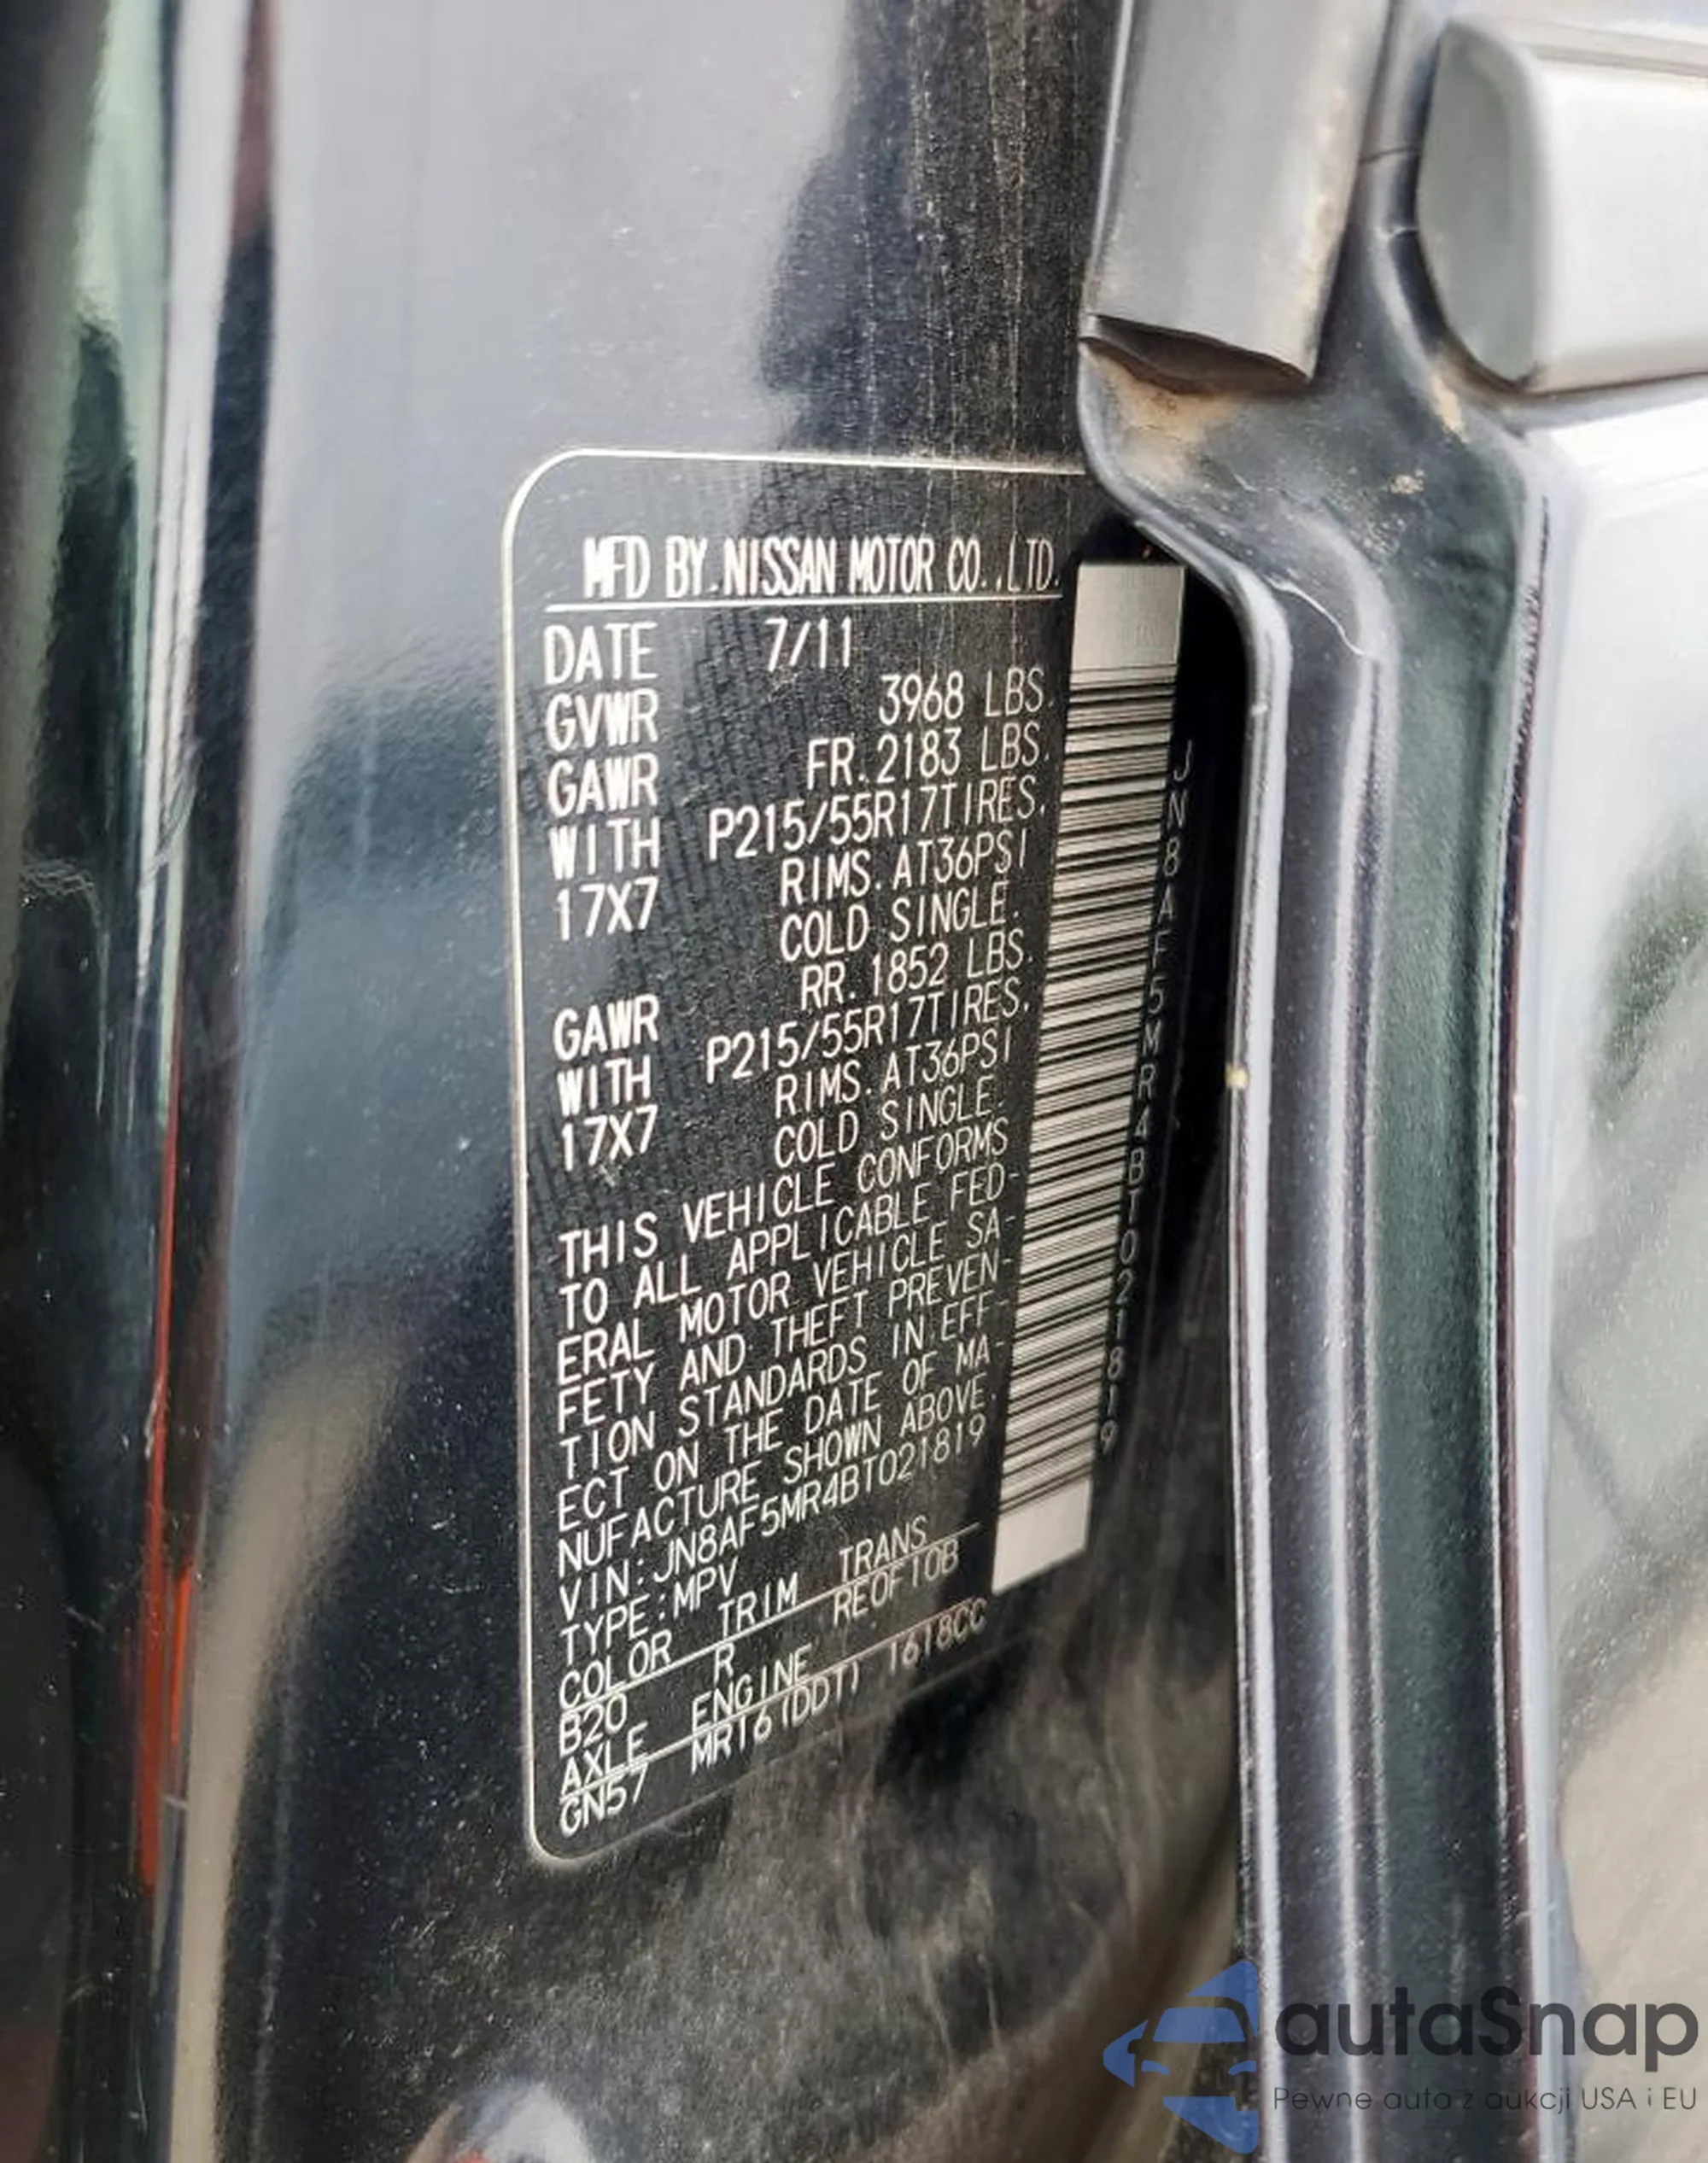 MFD BY.NISSAN MOTOR CO.,LTD.
DATE 7/11
GVWR 3968 LBS.
GAWR FR.2183 LBS.
WITH P215/55R17TIRES,
17X7 RIMS.AT36PSI
COLD SINGLE.
GAWR RR.1852 LBS.
WITH P215/55R17TIRES,
17X7 RIMS.AT36PSI
COLD SINGLE.
THIS VEHICLE CONFORMS
TO ALL APPLICABLE FED-
ERAL MOTOR VEHICLE SA-
FETY AND THEFT PREVEN-
TION STANDARDS IN EFF-
ECT ON THE DATE OF MA-
NUFACTURE SHOWN ABOVE.
VIN:JN8AF5MR4BT021819
TYPE:MPV
COLOR TRIM TRANS
B20 R RE0F10B
AXLE ENGINE
GN57 MR16(DDT) 1618CC
JN8AF5MR4BT021819
autaSnap
Pewne auta z aukcji USA i EU